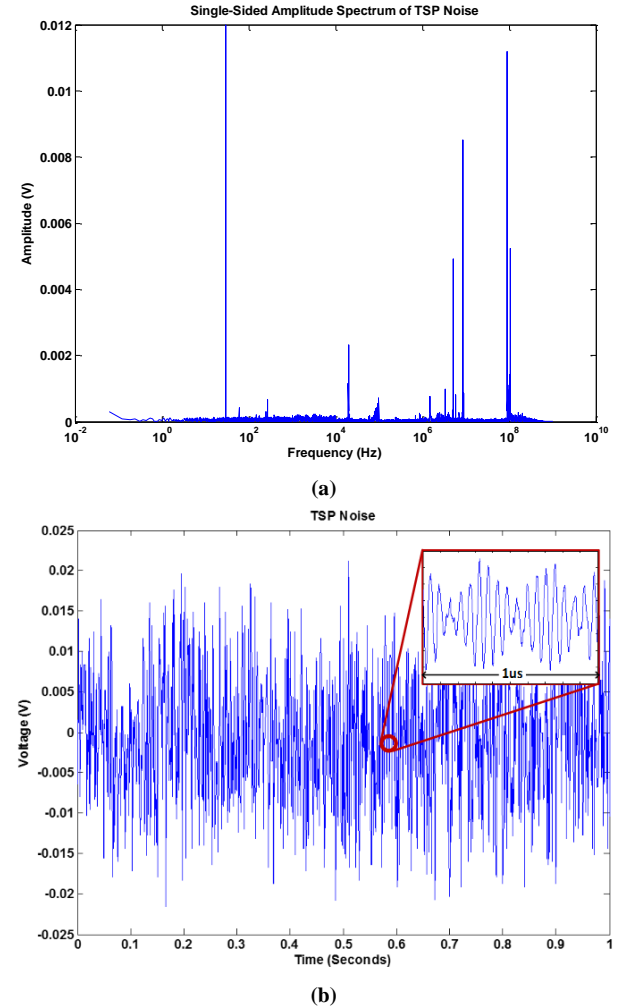 Single-Sided Amplitude Spectrum of TSP Noise
0.012
0.01
0.008
0.006
0.004
0.002
0
Amplitude (V)
10^-2 10^0 10^2 10^4 10^6 10^8 10^10
Frequency (Hz)
(a)
TSP Noise
0.025
0.02
0.015
0.01
0.005
0
-0.005
-0.01
-0.015
-0.02
-0.025
Voltage (V)
1us
0 0.1 0.2 0.3 0.4 0.5 0.6 0.7 0.8 0.9 1
Time (Seconds)
(b)